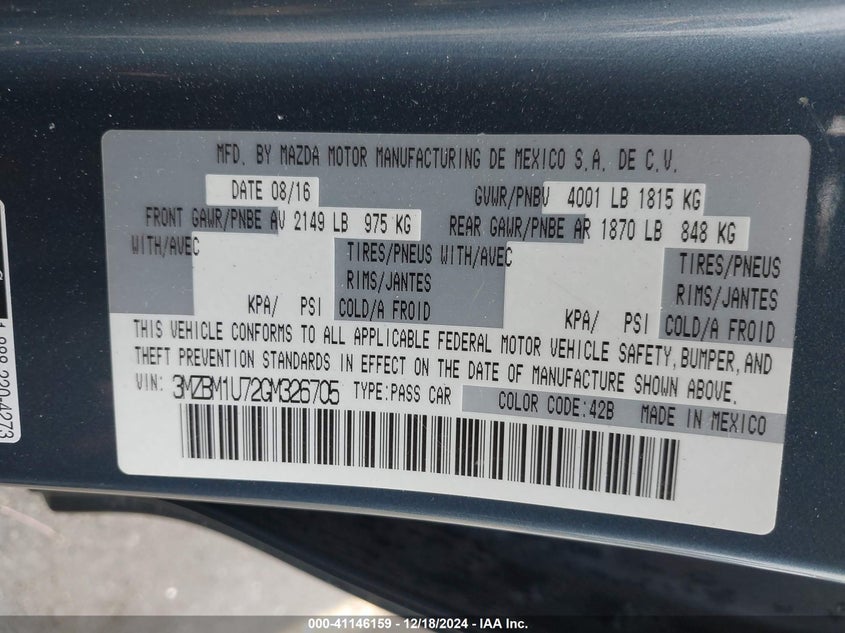 MFD. BY MAZDA MOTOR MANUFACTURING DE MEXICO S.A. DE C.V.
DATE 08/16 GVWR/PNBV 4001 LB 1815 KG
FRONT GAWR/PNBE AV 2149 LB 975 KG REAR GAWR/PNBE AR 1870 LB 848 KG
WITH/AVEC TIRES/PNEUS WITH/AVEC TIRES/PNEUS
RIMS/JANTES RIMS/JANTES
KPA/ PSI COLD/A FROID KPA/ PSI COLD/A FROID
THIS VEHICLE CONFORMS TO ALL APPLICABLE FEDERAL MOTOR VEHICLE SAFETY, BUMPER, AND
THEFT PREVENTION STANDARDS IN EFFECT ON THE DATE OF MANUFACTURE SHOWN ABOVE.
VIN: 3MZBM1U72GM326705 TYPE:PASS CAR COLOR CODE:42B MADE IN MEXICO
1 888 220-4273
000-41146159 - 12/18/2024 - IAA Inc.